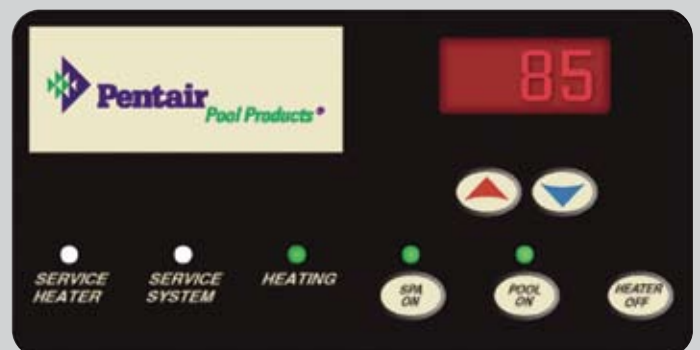 Pentair
Pool Products®
85
SERVICE
HEATER
SERVICE
SYSTEM
HEATING
SPA
ON
POOL
ON
HEATER
OFF